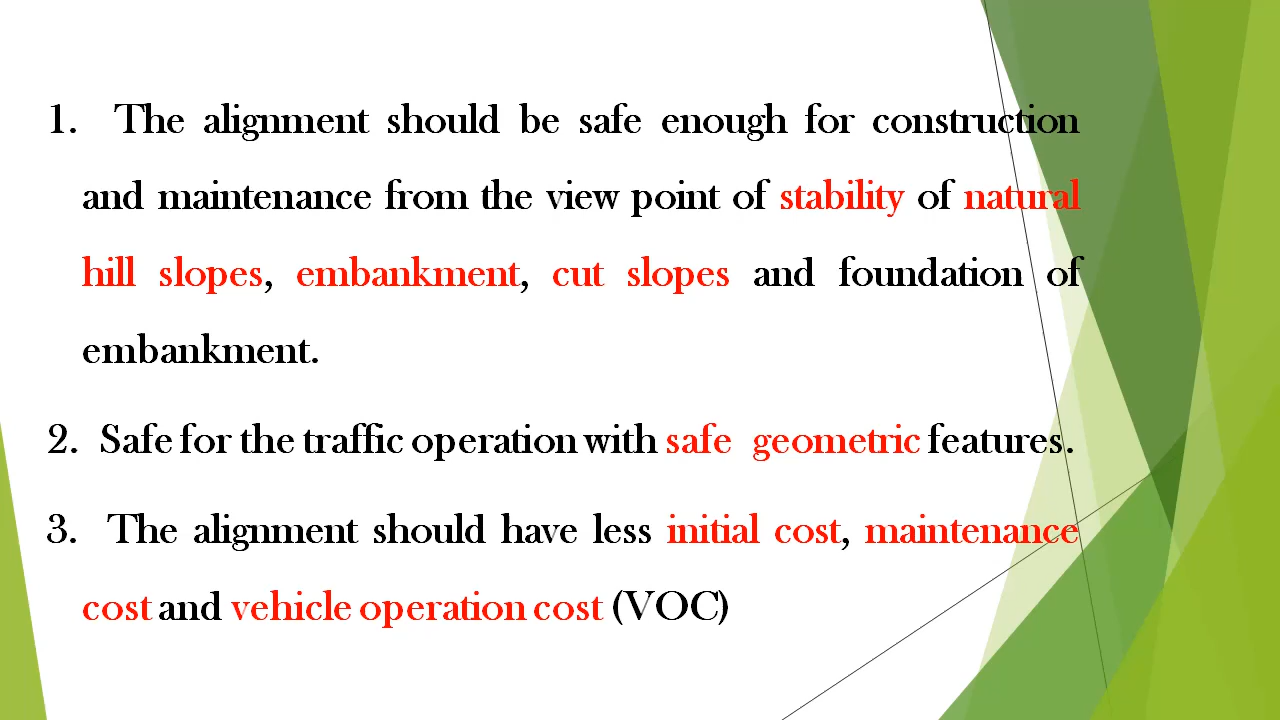 1. The alignment should be safe enough for construction
and maintenance from the view point of stability of natural
hill slopes, embankment, cut slopes and foundation of
embankment.
2. Safe for the traffic operation with safe geometric features.
3. The alignment should have less initial cost, maintenance
cost and vehicle operation cost (VOC)